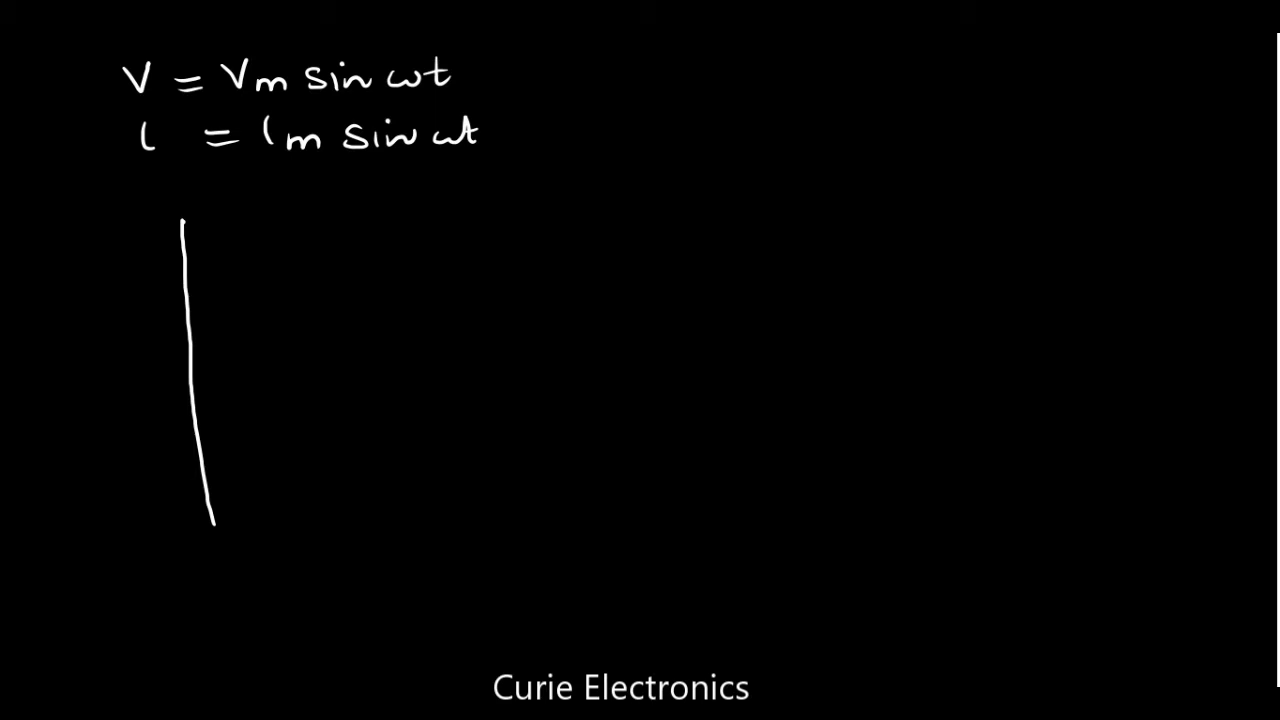 V = Vm sin ωt
i = im sin ωt
Curie Electronics